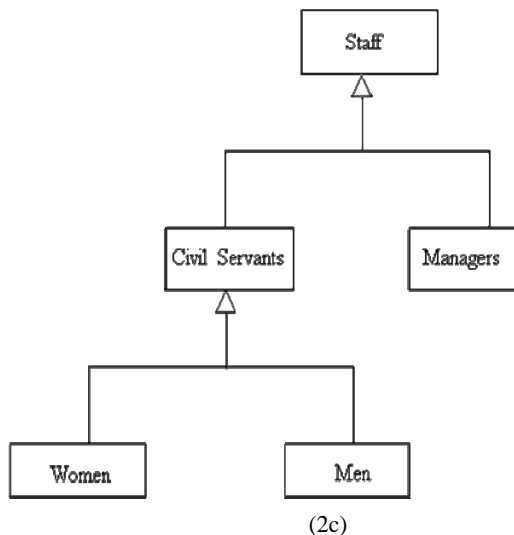 Staff
Civil Servants
Managers
Women
Men
(2c)